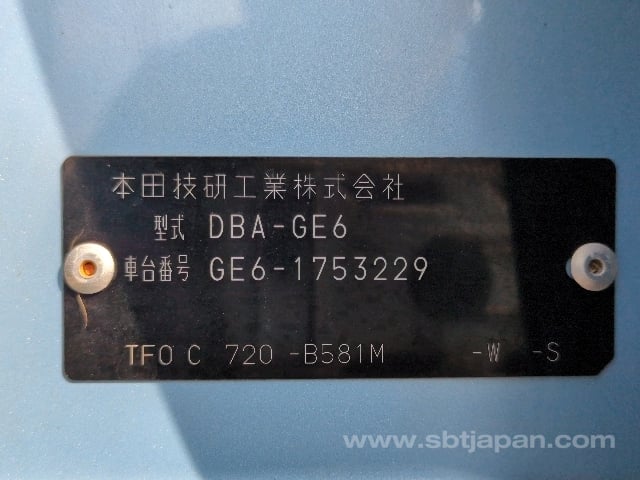 本田技研工業株式会社
型式 DBA-GE6
車台番号 GE6-1753229
TFO C 720 -B581M -W -S
www.sbtjapan.com